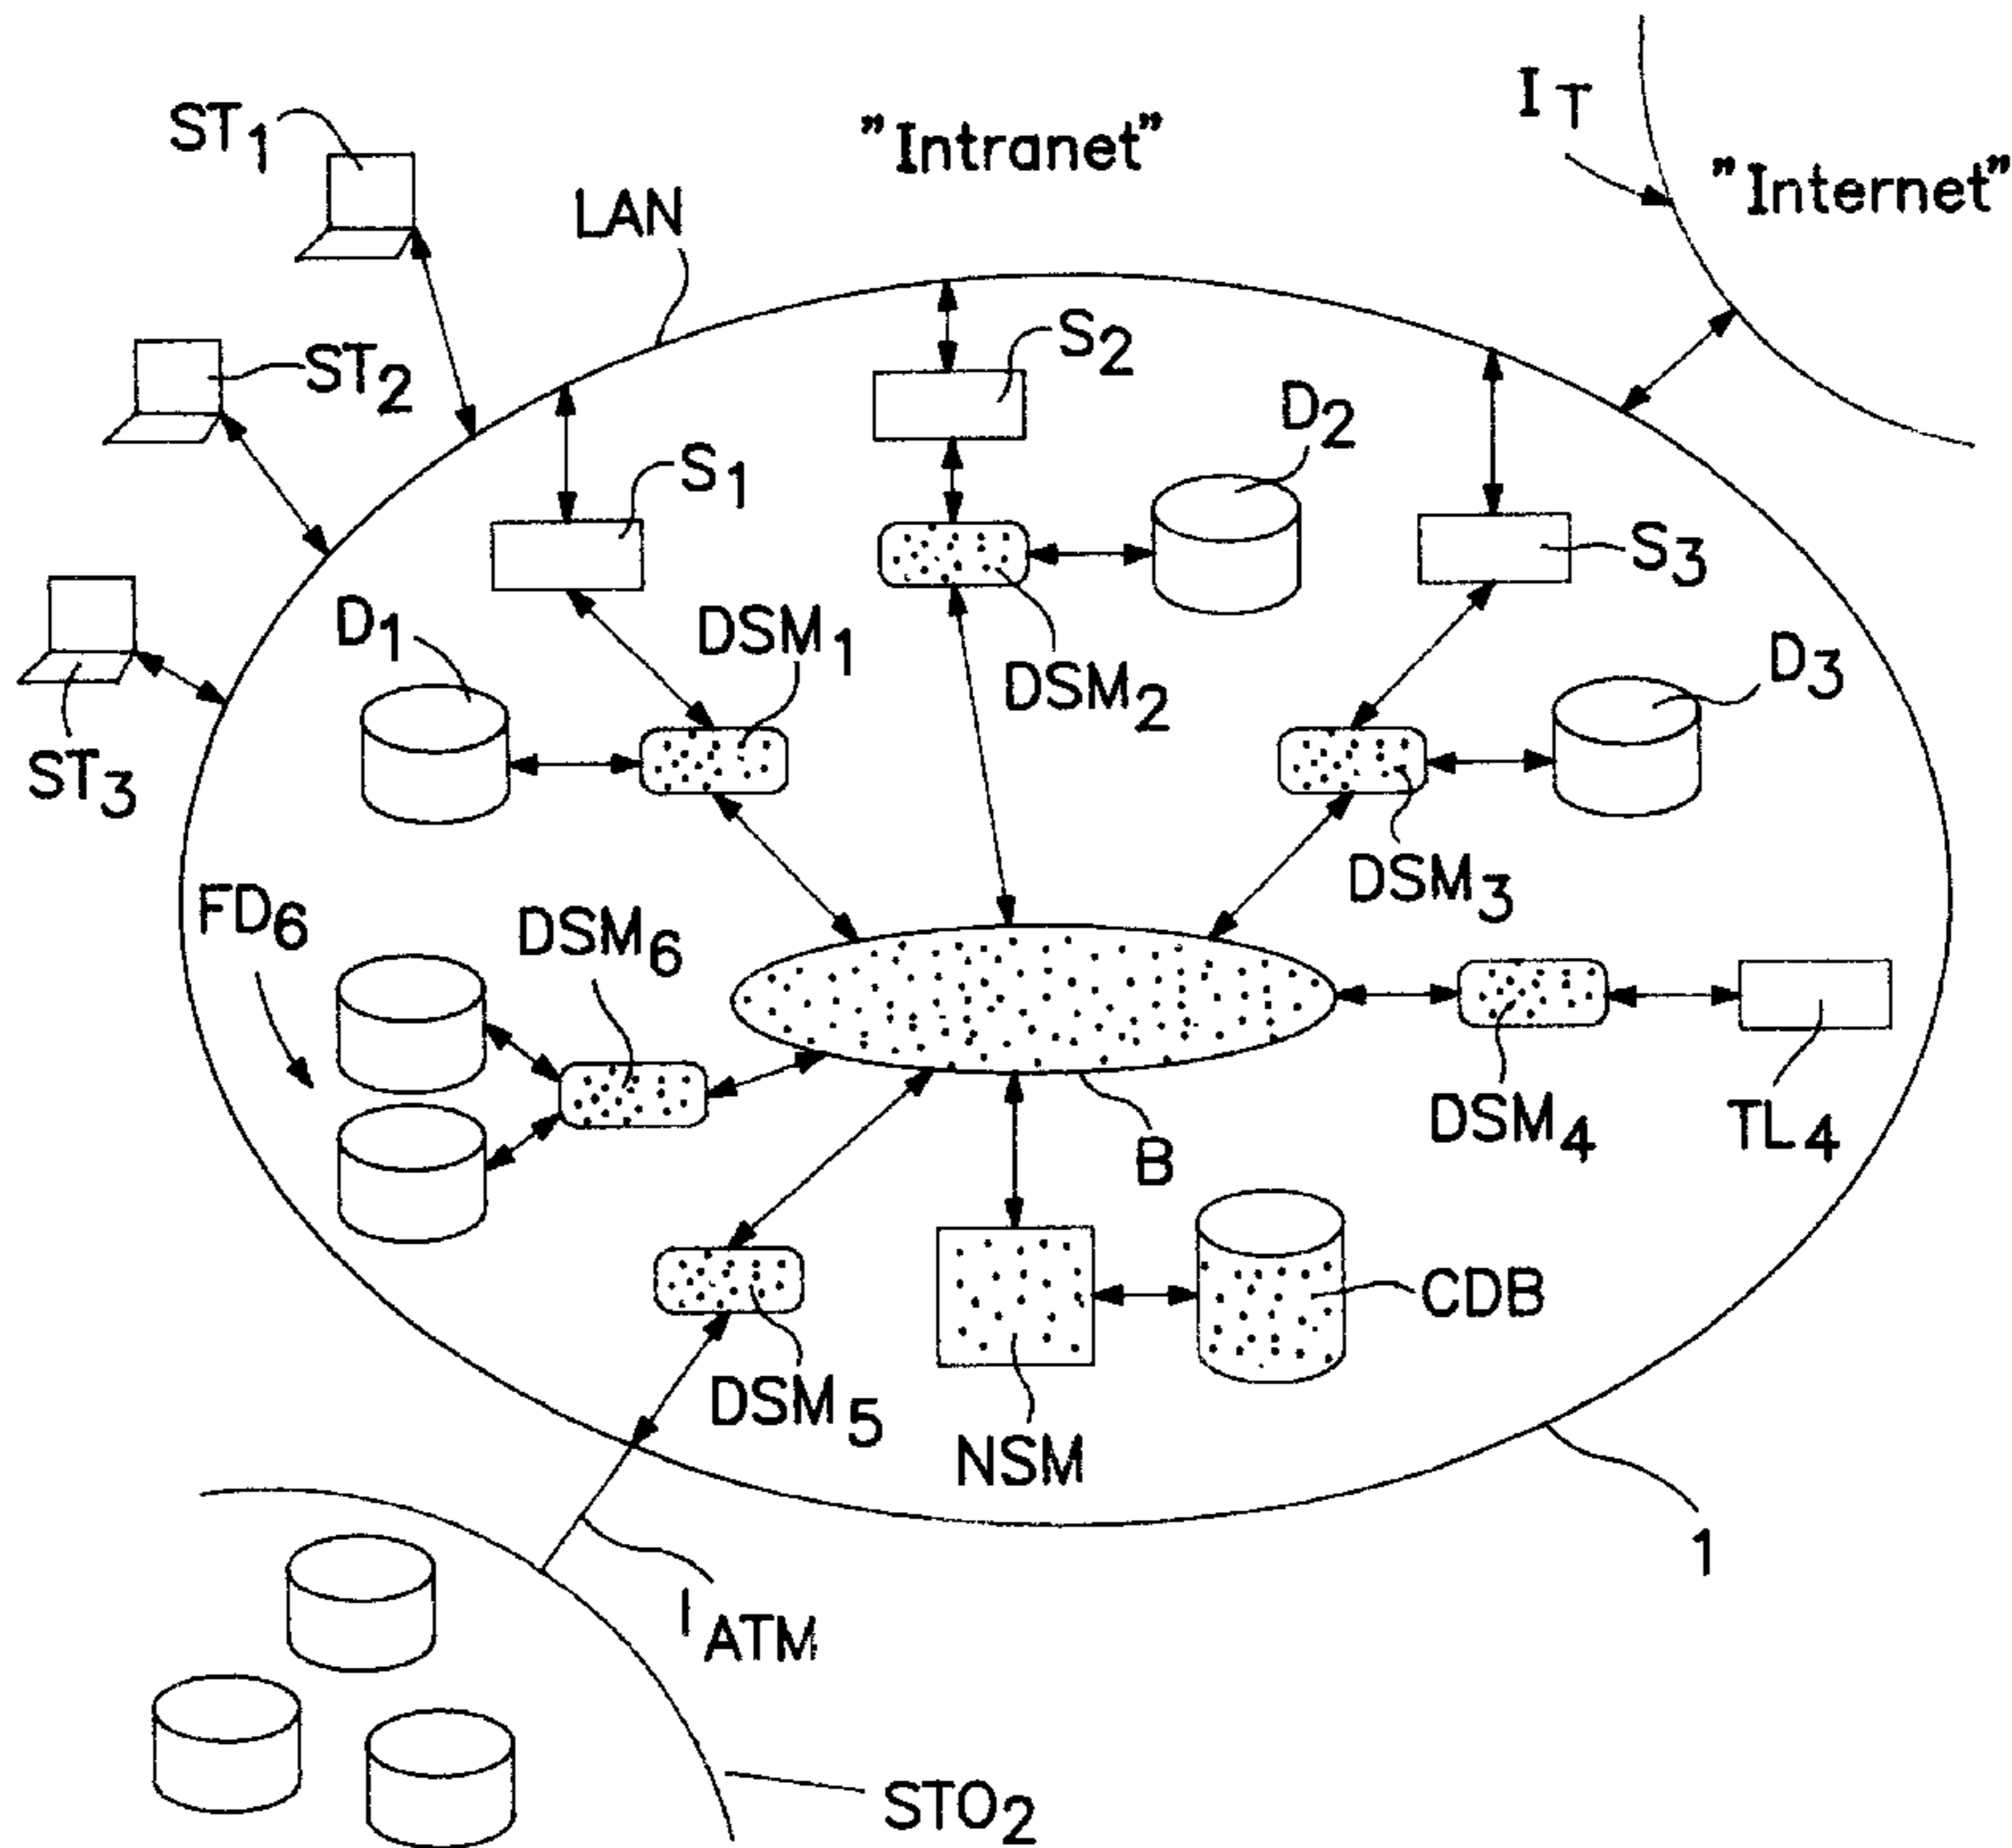 ST1
"Intranet"
IT
"Internet"
LAN
ST2
S2
D2
S1
S3
D1
DSM1
DSM2
D3
ST3
DSM3
FD6
DSM6
B
DSM4
TL4
CDB
DSM5
NSM
1
IATM
STO2